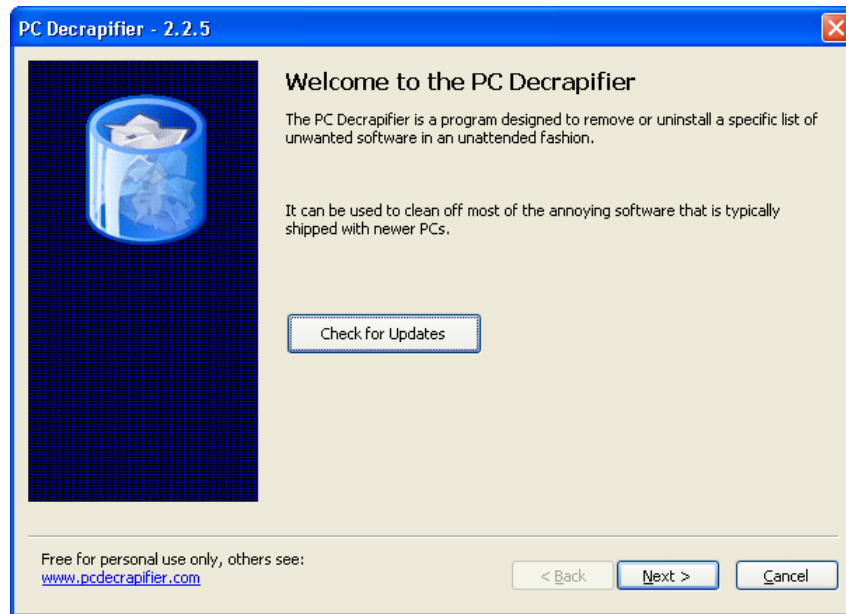 PC Decrapifier - 2.2.5
Welcome to the PC Decrapifier
The PC Decrapifier is a program designed to remove or uninstall a specific list of
unwanted software in an unattended fashion.
It can be used to clean off most of the annoying software that is typically
shipped with newer PCs.
Check for Updates
Free for personal use only, others see:
www.pcdecrapifier.com
< Back
Next >
Cancel